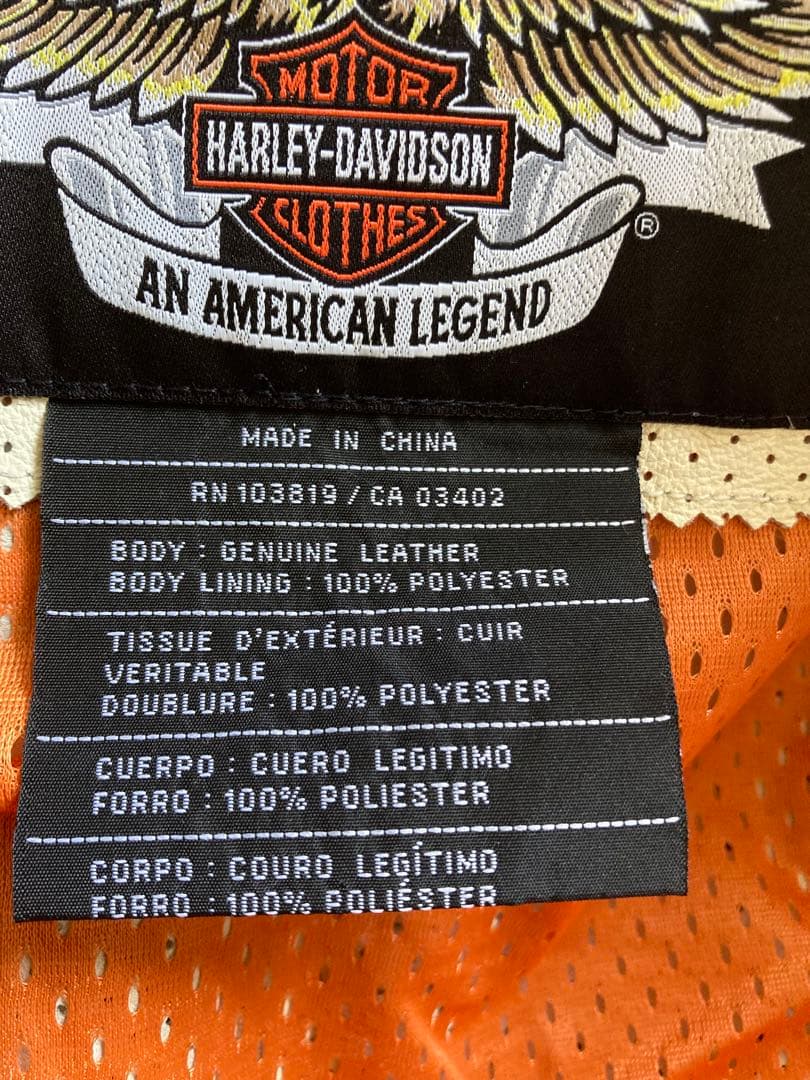 MOTOR
HARLEY-DAVIDSON
CLOTHES
®
AN AMERICAN LEGEND
MADE IN CHINA
RN 103819 / CA 03402
BODY : GENUINE LEATHER
BODY LINING : 100% POLYESTER
TISSUE D'EXTÉRIEUR : CUIR
VERITABLE
DOUBLURE : 100% POLYESTER
CUERPO : CUERO LEGITIMO
FORRO : 100% POLIESTER
CORPO : COURO LEGÍTIMO
FORRO : 100% POLIÉSTER